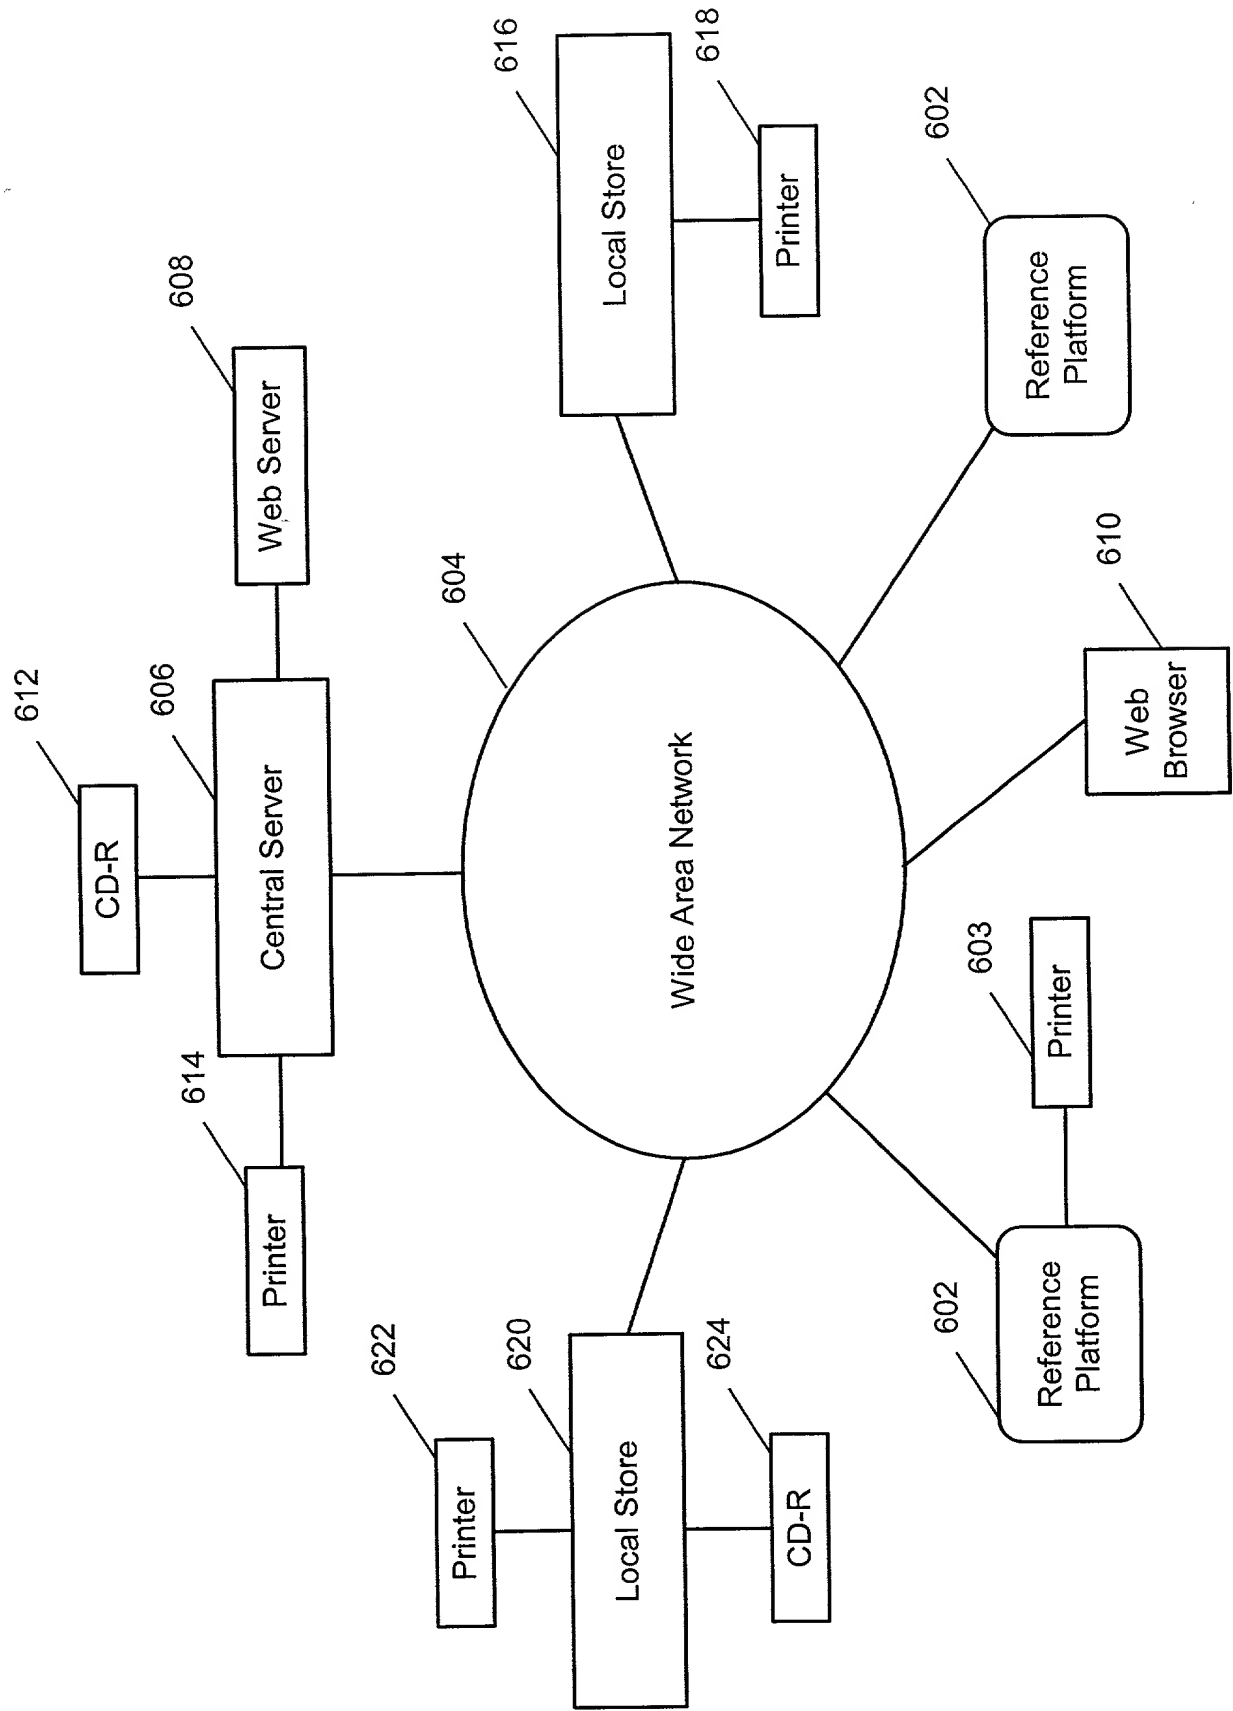 612
CD-R
608
614
606
Web Server
Printer
Central Server
622
604
616
Printer
620
Local Store
Wide Area Network
Local Store
624
618
CD-R
Printer
603
602
602
Printer
Reference
Platform
Reference
Platform
610
Web
Browser